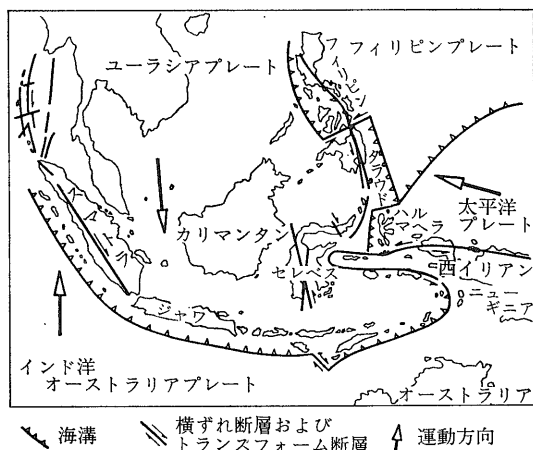 ユーラシアプレート
フィリピンプレート
フィリピン
タラウド
太平洋
プレート
ハル
マヘラ
スマトラ
カリマンタン
セレベス
西イリアン
ニュー
ギニア
ジャワ
インド洋
オーストラリアプレート
オーストラリア
海溝
横ずれ断層および
トランスフォーム断層
運動方向